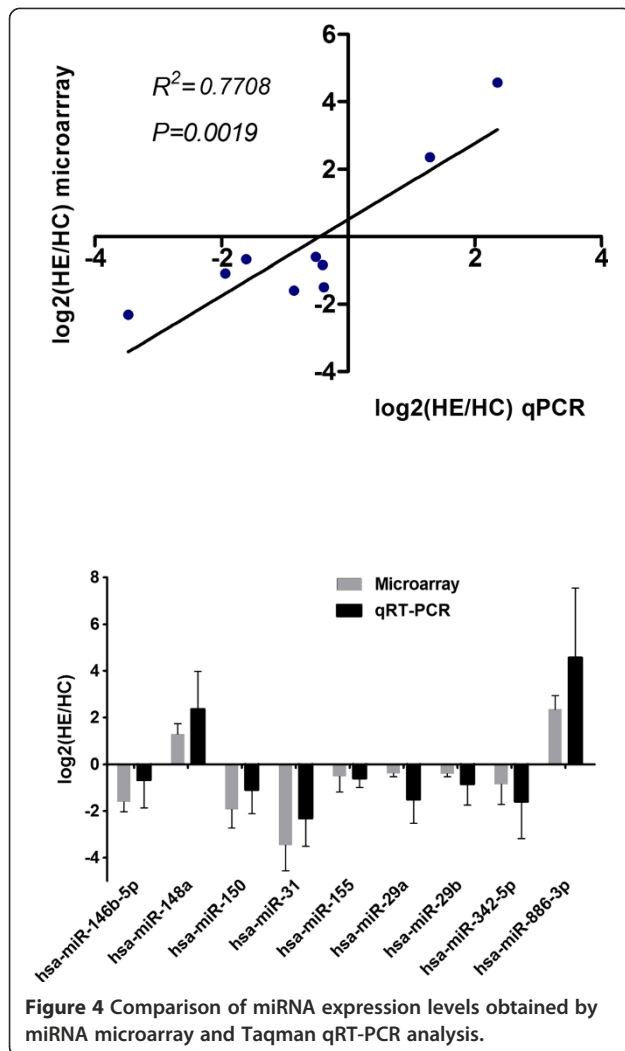 6
R²=0.7708
P=0.0019
4
2
-4
-2
2
4
-2
-4
log2(HE/HC) microarrray
log2(HE/HC) qPCR
8
6
4
2
0
-2
-4
log2(HE/HC)
Microarray
qRT-PCR
hsa-miR-146b-5p
hsa-miR-148a
hsa-miR-150
hsa-miR-31
hsa-miR-155
hsa-miR-29a
hsa-miR-29b
hsa-miR-342-5p
hsa-miR-886-3p
Figure 4 Comparison of miRNA expression levels obtained by
miRNA microarray and Taqman qRT-PCR analysis.